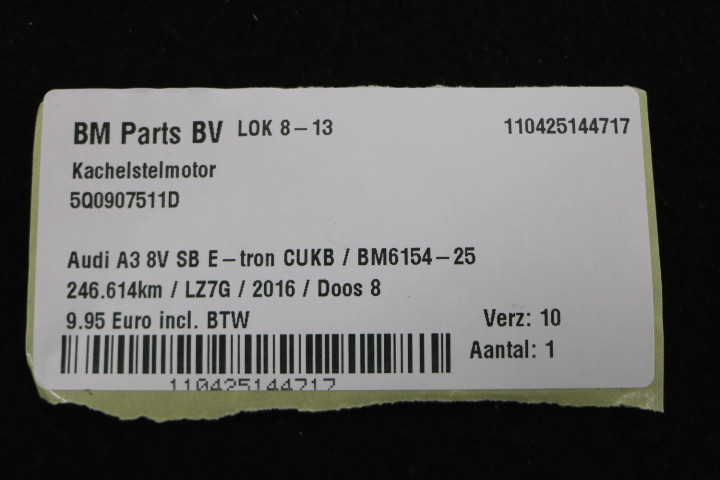 BM Parts BV LOK 8-13 110425144717
Kachelstelmotor
5Q0907511D
Audi A3 8V SB E-tron CUKB / BM6154-25
246.614km / LZ7G / 2016 / Doos 8
9.95 Euro incl. BTW Verz: 10
Aantal: 1
110425144717